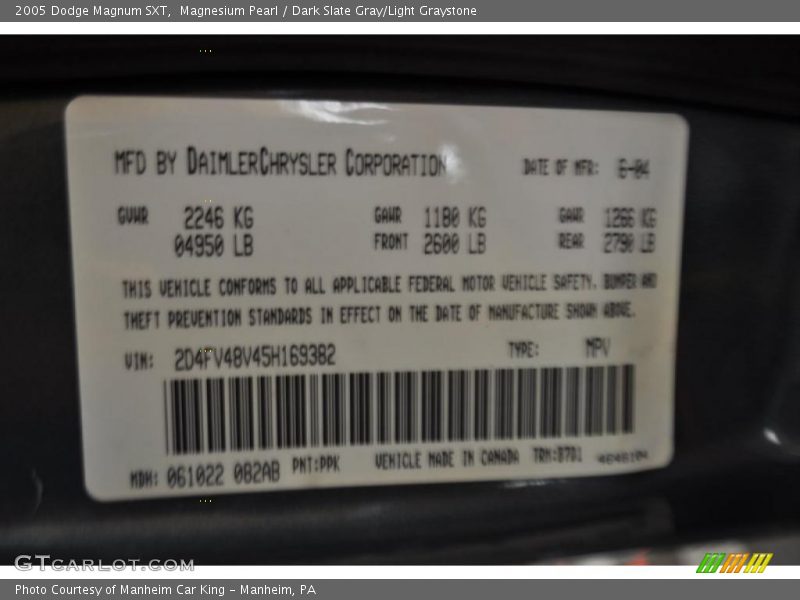 2005 Dodge Magnum SXT,  Magnesium Pearl / Dark Slate Gray/Light Graystone
MFD BY DAIMLERCHRYSLER CORPORATION DATE OF MFR: 6-04
GVWR 2246 KG GAWR 1180 KG GAWR 1266 KG
04950 LB FRONT 2600 LB REAR 2790 LB
THIS VEHICLE CONFORMS TO ALL APPLICABLE FEDERAL MOTOR VEHICLE SAFETY, BUMPER AND
THEFT PREVENTION STANDARDS IN EFFECT ON THE DATE OF MANUFACTURE SHOWN ABOVE.
VIN: 2D4FV48V45H169382 TYPE: MPV
MDH: 061022 082AB PNT:PPK VEHICLE MADE IN CANADA TRM:B7D1
GTCARLOT.COM
Photo Courtesy of Manheim Car King - Manheim, PA